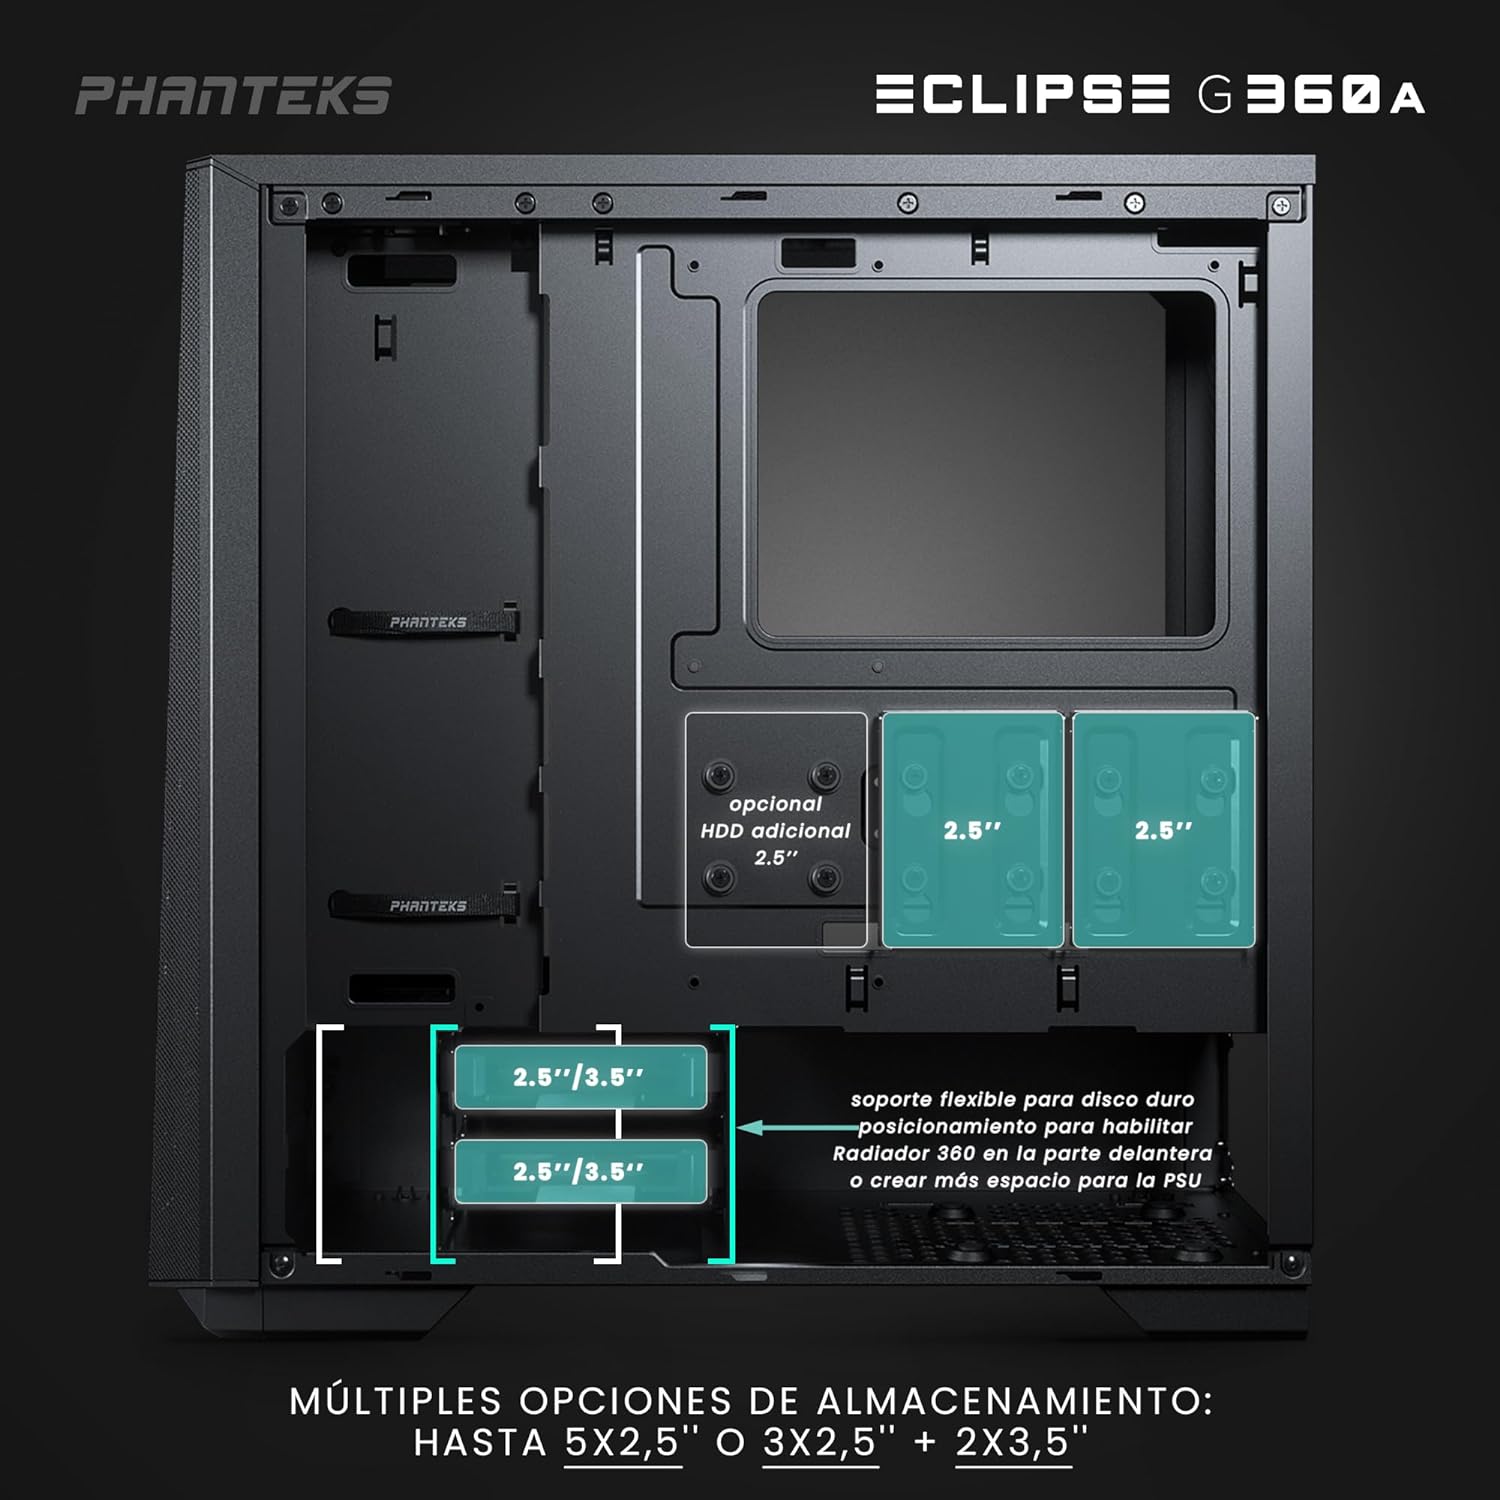 PHANTEKS
ECLIPSE G360A
PHANTEKS
PHANTEKS
opcional
HDD adicional
2.5’’
2.5’’
2.5’’
2.5’’/3.5’’
2.5’’/3.5’’
soporte flexible para disco duro
posicionamiento para habilitar
Radiador 360 en la parte delantera
o crear más espacio para la PSU
MÚLTIPLES OPCIONES DE ALMACENAMIENTO:
HASTA 5X2,5'' O 3X2,5'' + 2X3,5''